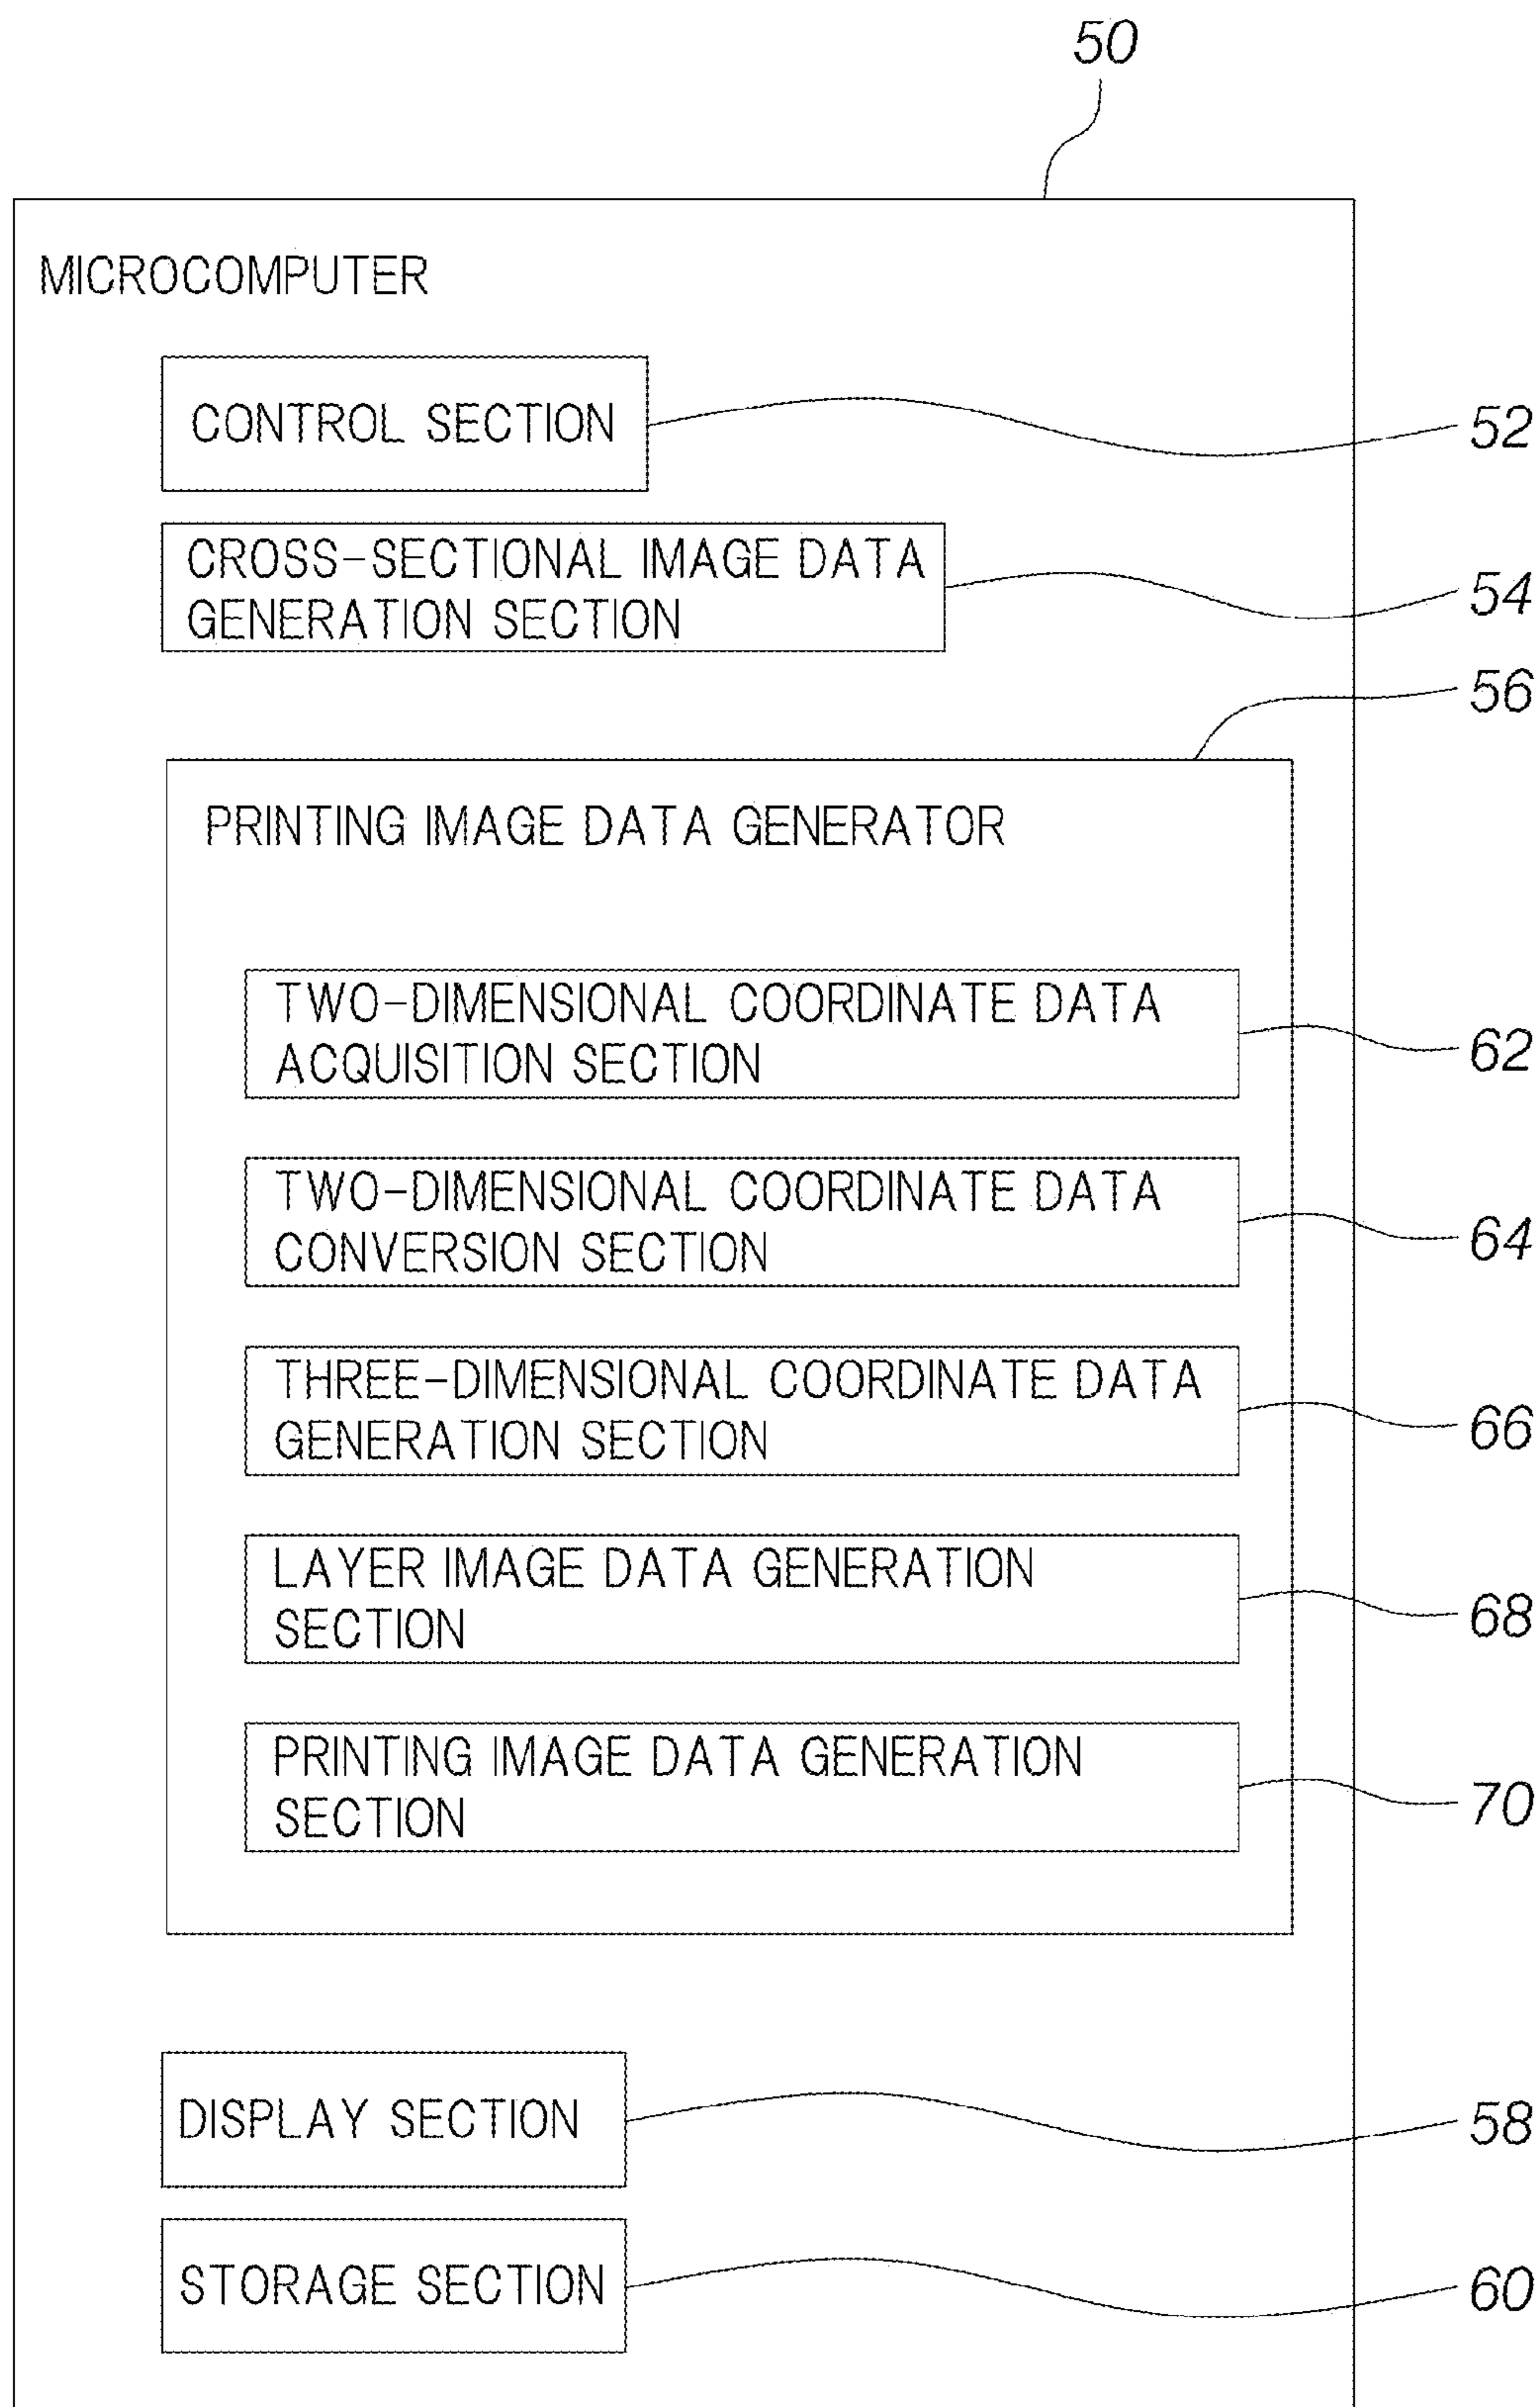 50
MICROCOMPUTER
CONTROL SECTION
52
CROSS-SECTIONAL IMAGE DATA
GENERATION SECTION
54
56
PRINTING IMAGE DATA GENERATOR
TWO-DIMENSIONAL COORDINATE DATA
ACQUISITION SECTION
62
TWO-DIMENSIONAL COORDINATE DATA
CONVERSION SECTION
64
THREE-DIMENSIONAL COORDINATE DATA
GENERATION SECTION
66
LAYER IMAGE DATA GENERATION
SECTION
68
PRINTING IMAGE DATA GENERATION
SECTION
70
DISPLAY SECTION
58
STORAGE SECTION
60